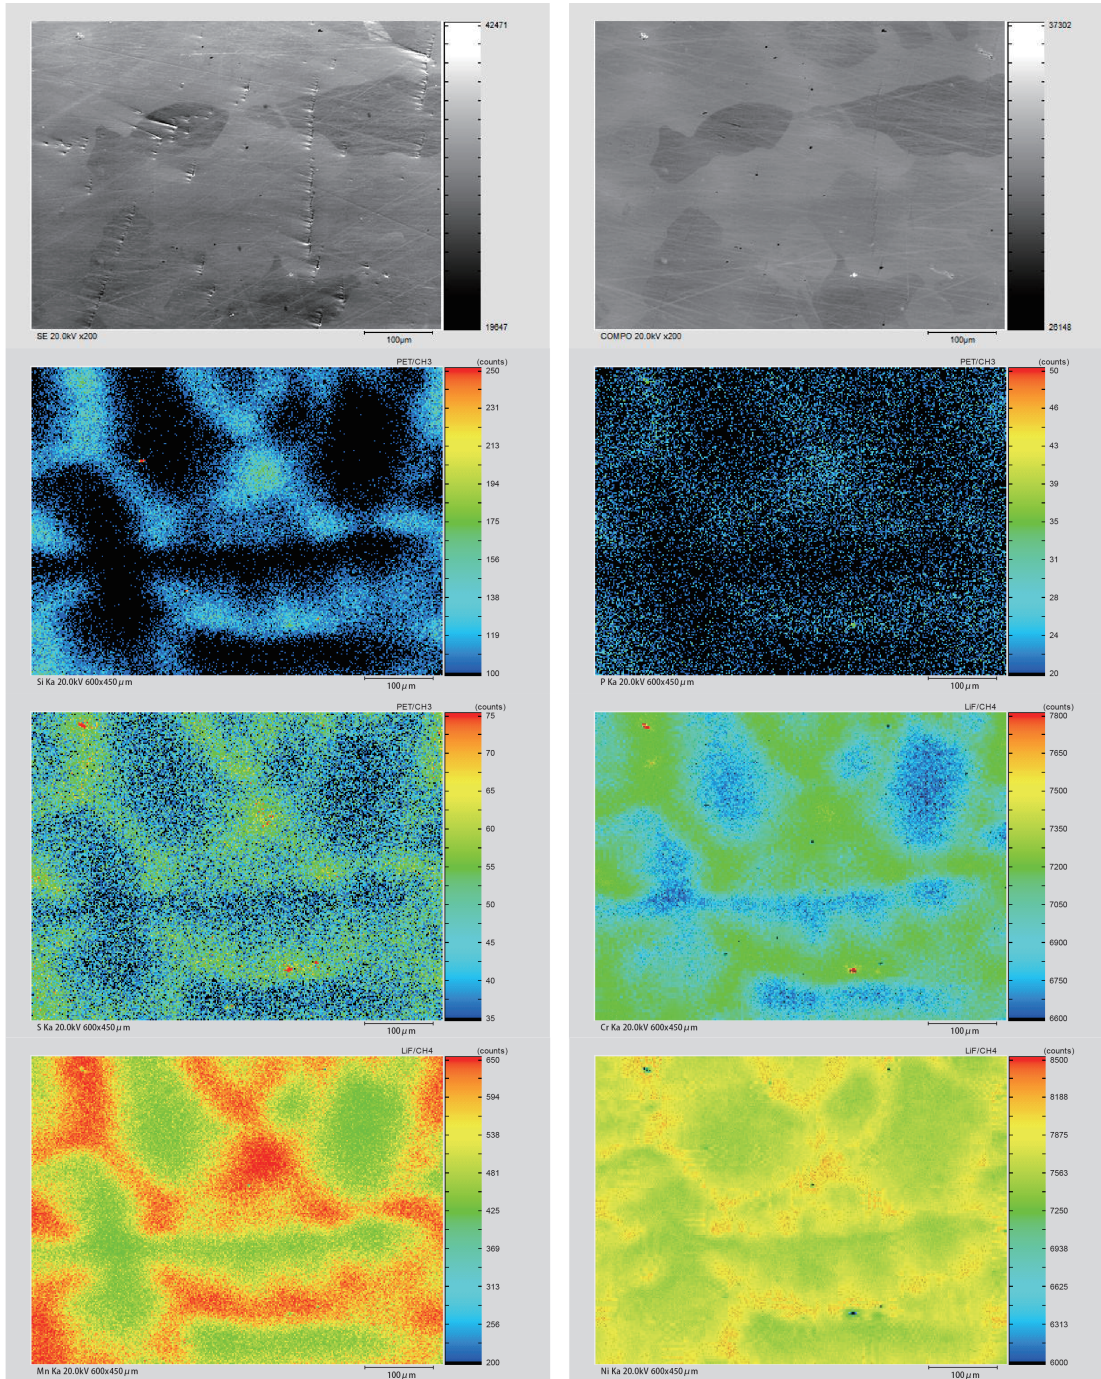 42471
19647
SE 20.0kV x200
100μm
37302
26148
COMPO 20.0kV x200
100μm
PET/CH3
(counts)
250
231
213
194
175
156
138
119
100
Si Ka 20.0kV 600x450μm
100μm
PET/CH3
(counts)
50
46
43
39
35
31
28
24
20
P Ka 20.0kV 600x450μm
100μm
PET/CH3
(counts)
75
70
65
60
55
50
45
40
35
S Ka 20.0kV 600x450μm
100μm
LiF/CH4
(counts)
7800
7650
7500
7350
7200
7050
6900
6750
6600
Cr Ka 20.0kV 600x450μm
100μm
LiF/CH4
(counts)
650
594
538
481
425
369
313
256
200
Mn Ka 20.0kV 600x450μm
100μm
LiF/CH4
(counts)
8500
8188
7875
7563
7250
6938
6625
6313
6000
Ni Ka 20.0kV 600x450μm
100μm